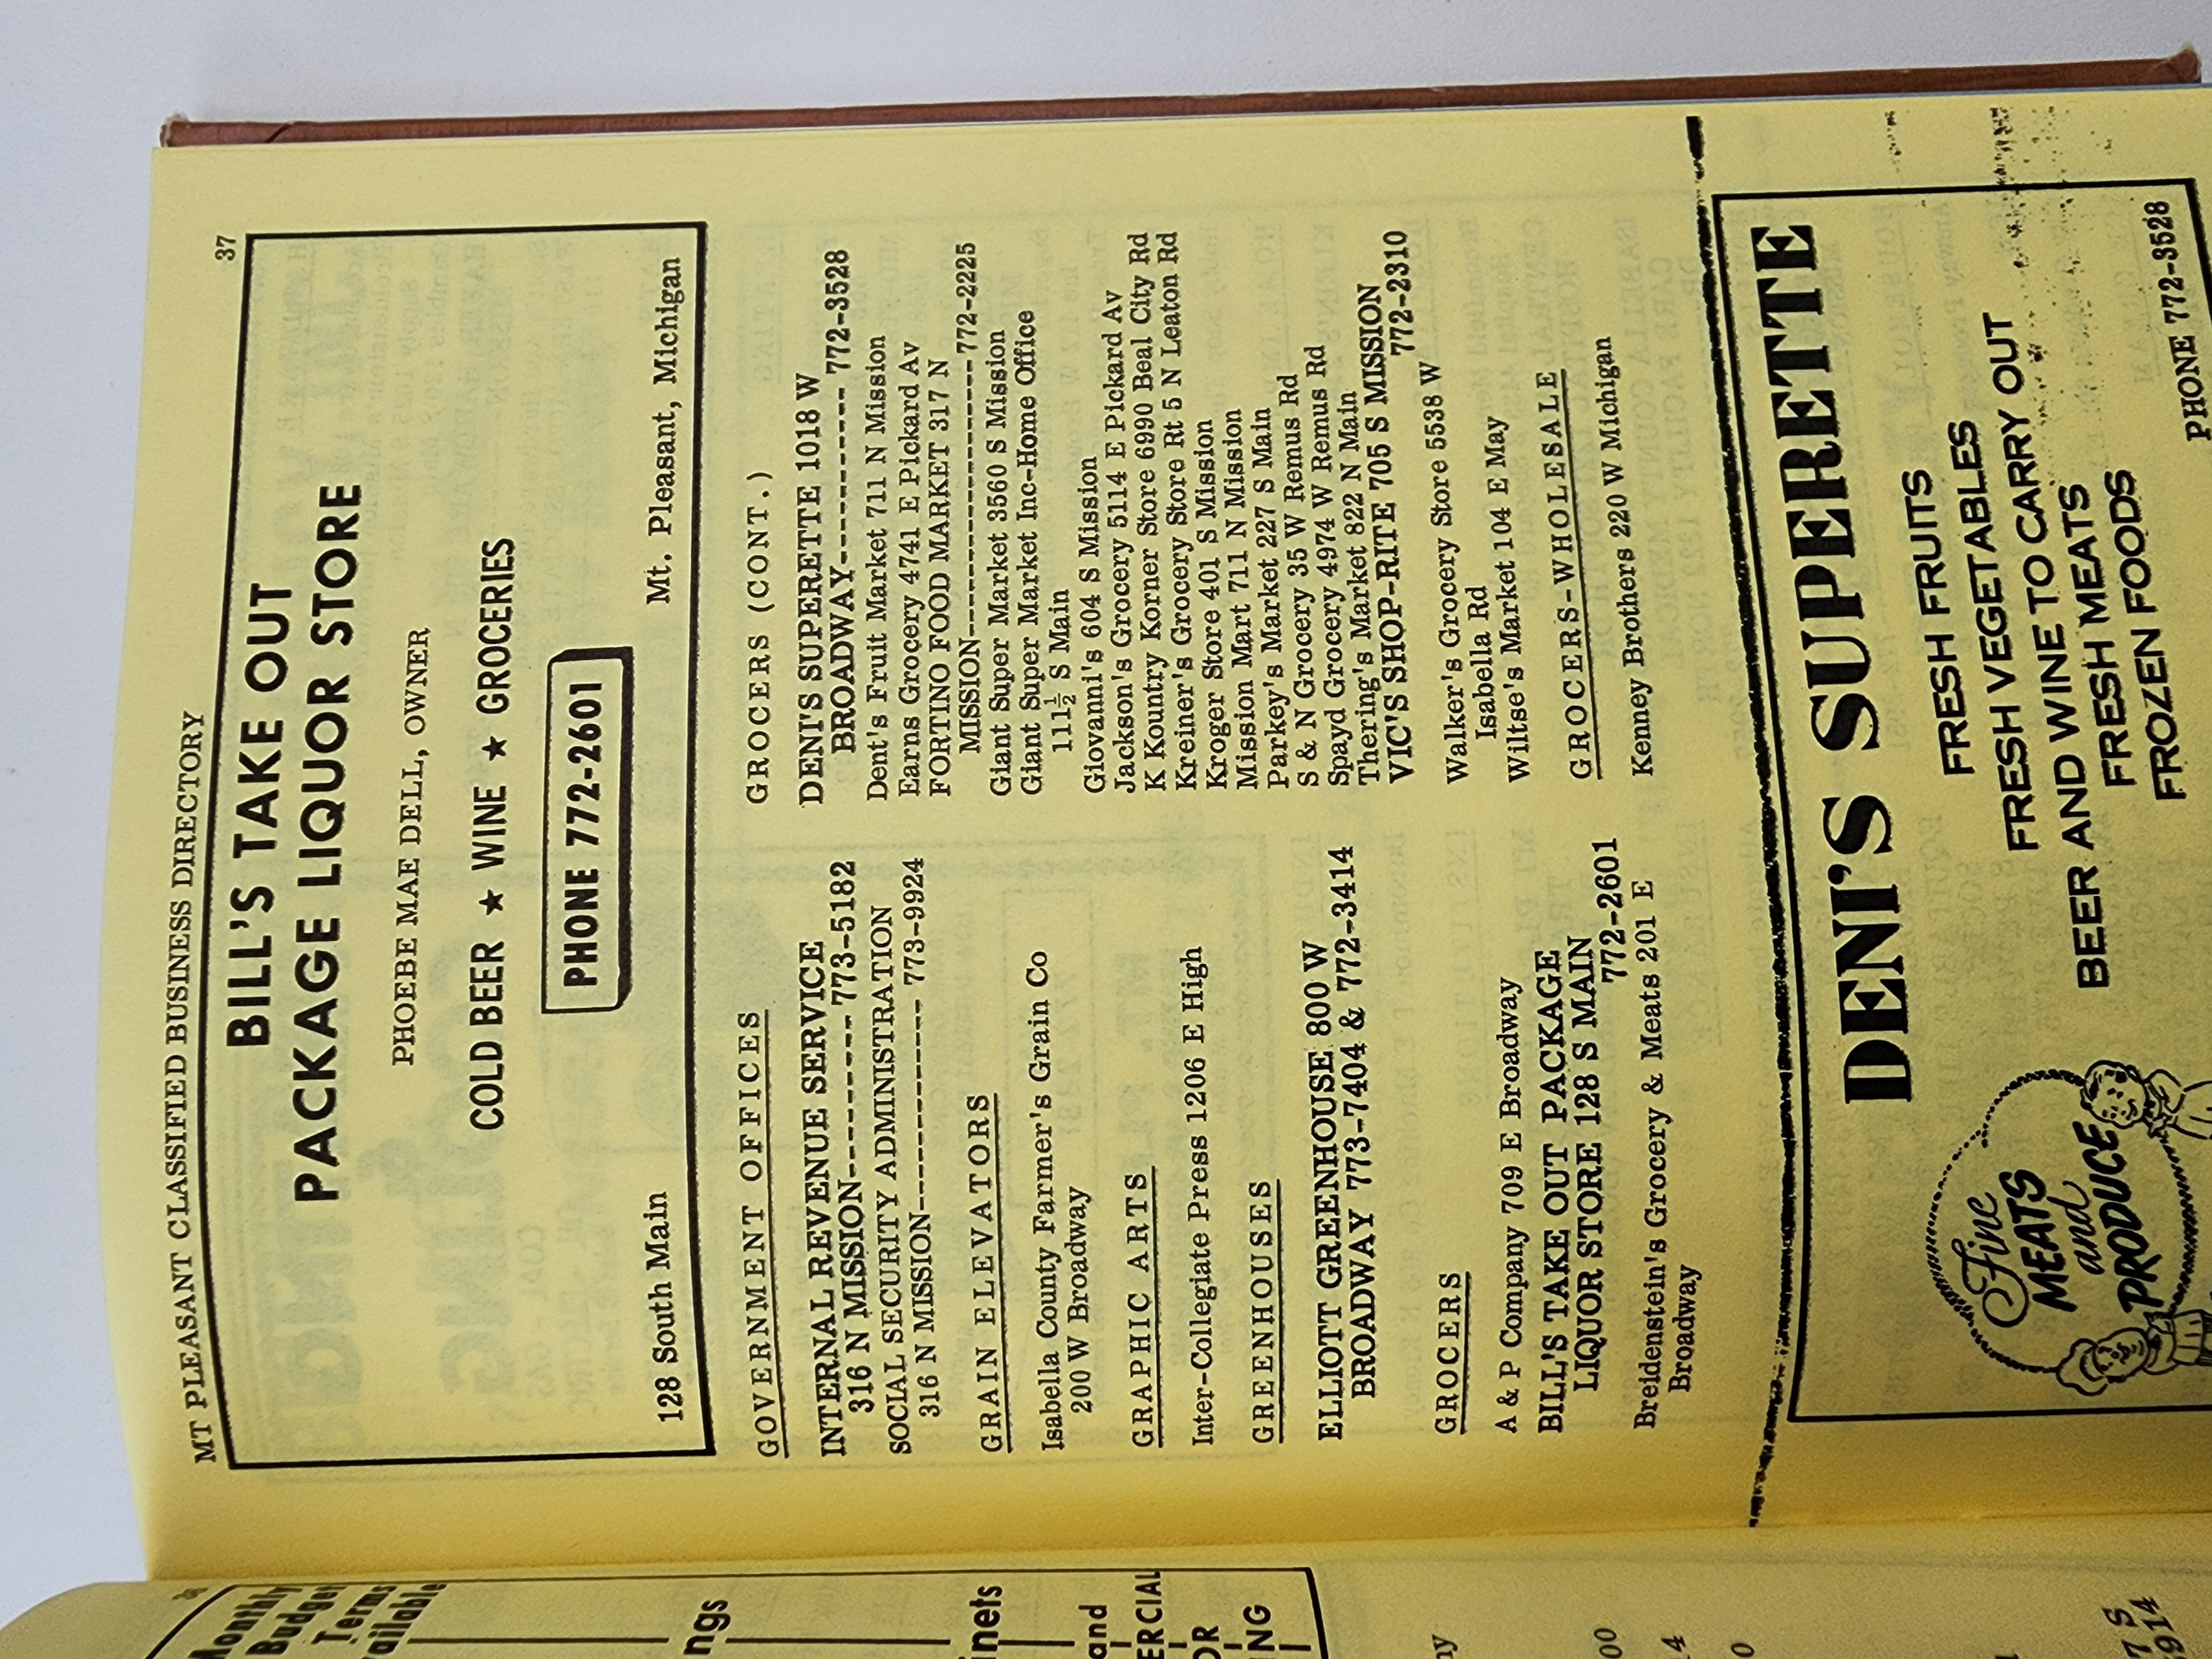 MT PLEASANT CLASSIFIED BUSINESS DIRECTORY
37
BILL'S TAKE OUT
PACKAGE LIQUOR STORE
PHOEBE MAE DELL, OWNER
COLD BEER ★ WINE ★ GROCERIES
PHONE 772-2601
128 South Main
Mt. Pleasant, Michigan
GOVERNMENT OFFICES
INTERNAL REVENUE SERVICE
316 N MISSION---------- 773-5182
SOCIAL SECURITY ADMINISTRATION
316 N MISSION-------------- 773-9924
GRAIN ELEVATORS
Isabella County Farmer's Grain Co
200 W Broadway
GRAPHIC ARTS
Inter-Collegiate Press 1206 E High
GREENHOUSES
ELLIOTT GREENHOUSE 800 W
BROADWAY 773-7404 & 772-3414
GROCERS
A & P Company 709 E Broadway
BILL'S TAKE OUT PACKAGE
LIQUOR STORE 128 S MAIN
772-2601
Breidenstein's Grocery & Meats 201 E
Broadway
GROCERS (CONT.)
DENI'S SUPERETTE 1018 W
BROADWAY------------ 772-3528
Dent's Fruit Market 711 N Mission
Earns Grocery 4741 E Pickard Av
FORTINO FOOD MARKET 317 N
MISSION------------------ 772-2225
Giant Super Market 3560 S Mission
Giant Super Market Inc-Home Office
111½ S Main
Giovanni's 604 S Mission
Jackson's Grocery 5114 E Pickard Av
K Kountry Korner Store 6990 Beal City Rd
Kreiner's Grocery Store Rt 5 N Leaton Rd
Kroger Store 401 S Mission
Mission Mart 711 N Mission
Parkey's Market 227 S Main
S & N Grocery 35 W Remus Rd
Spayd Grocery 4974 W Remus Rd
Thering's Market 822 N Main
VIC'S SHOP-RITE 705 S MISSION
772-2310
Walker's Grocery Store 5538 W
Isabella Rd
Wiltse's Market 104 E May
GROCERS-WHOLESALE
Kenney Brothers 220 W Michigan
DENI'S SUPERETTE
Fine
MEATS
and
PRODUCE
FRESH FRUITS
FRESH VEGETABLES
BEER AND WINE TO CARRY OUT
FRESH MEATS
FROZEN FOODS
PHONE 772-3528
Monthly
Budget
Terms
and